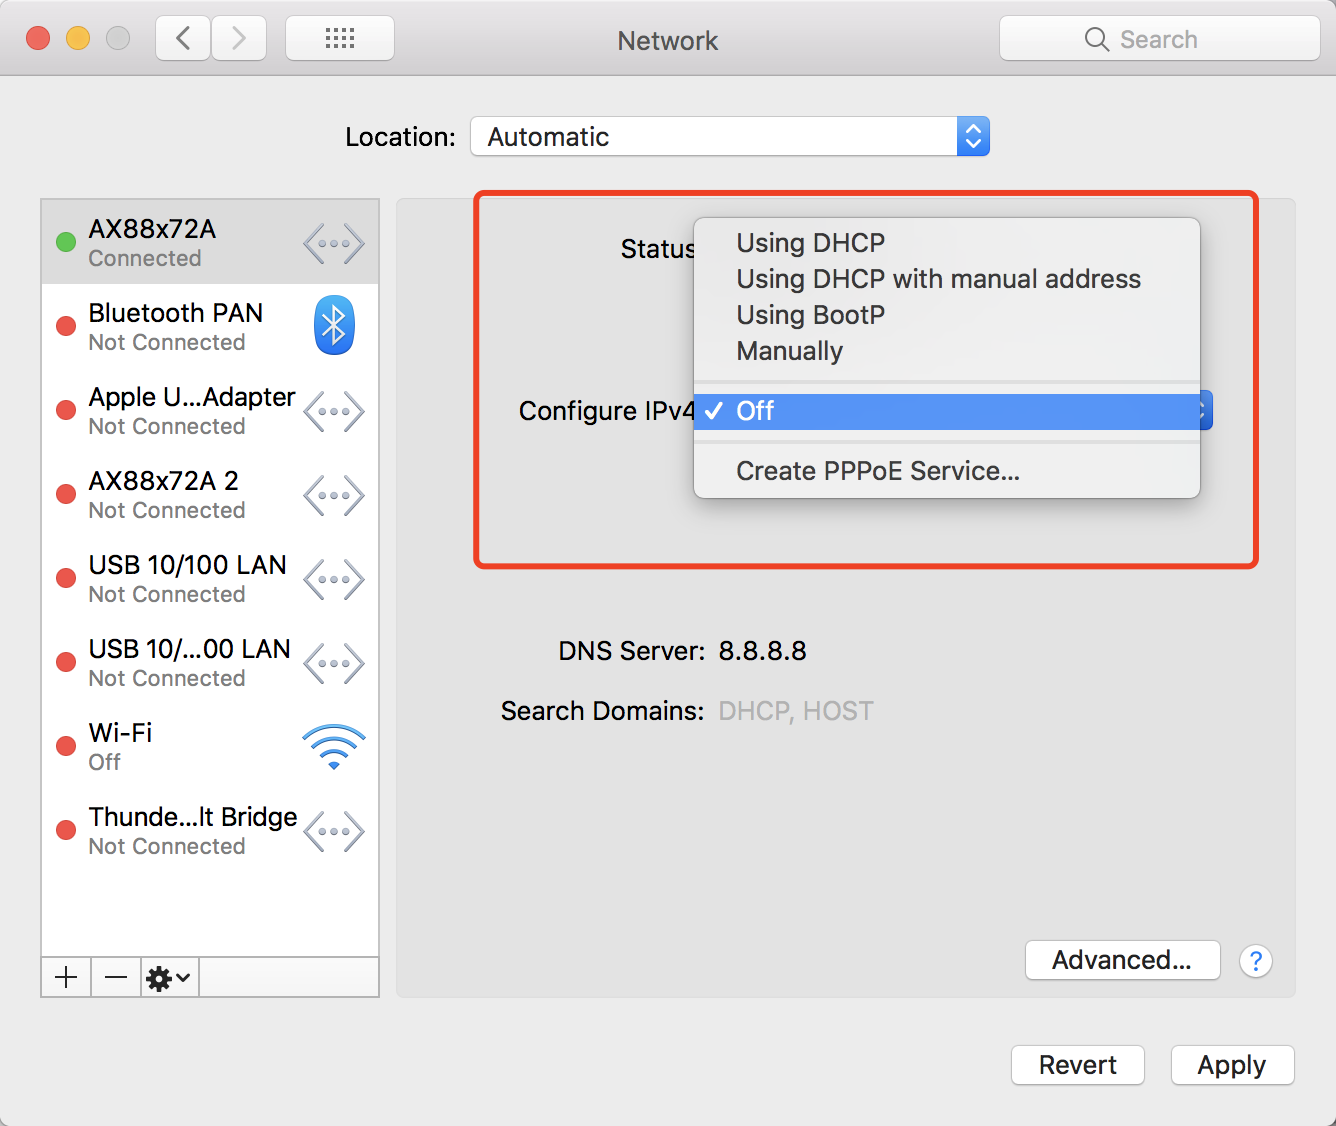 Network
Search
Location:
Automatic
AX88x72A
Connected
Bluetooth PAN
Not Connected
Apple U...Adapter
Not Connected
AX88x72A 2
Not Connected
USB 10/100 LAN
Not Connected
USB 10/...00 LAN
Not Connected
Wi-Fi
Off
Thunde...lt Bridge
Not Connected
Status
Using DHCP
Using DHCP with manual address
Using BootP
Manually
Configure IPv4
✓ Off
Create PPPoE Service...
DNS Server: 8.8.8.8
Search Domains: DHCP, HOST
Advanced...
?
Revert
Apply